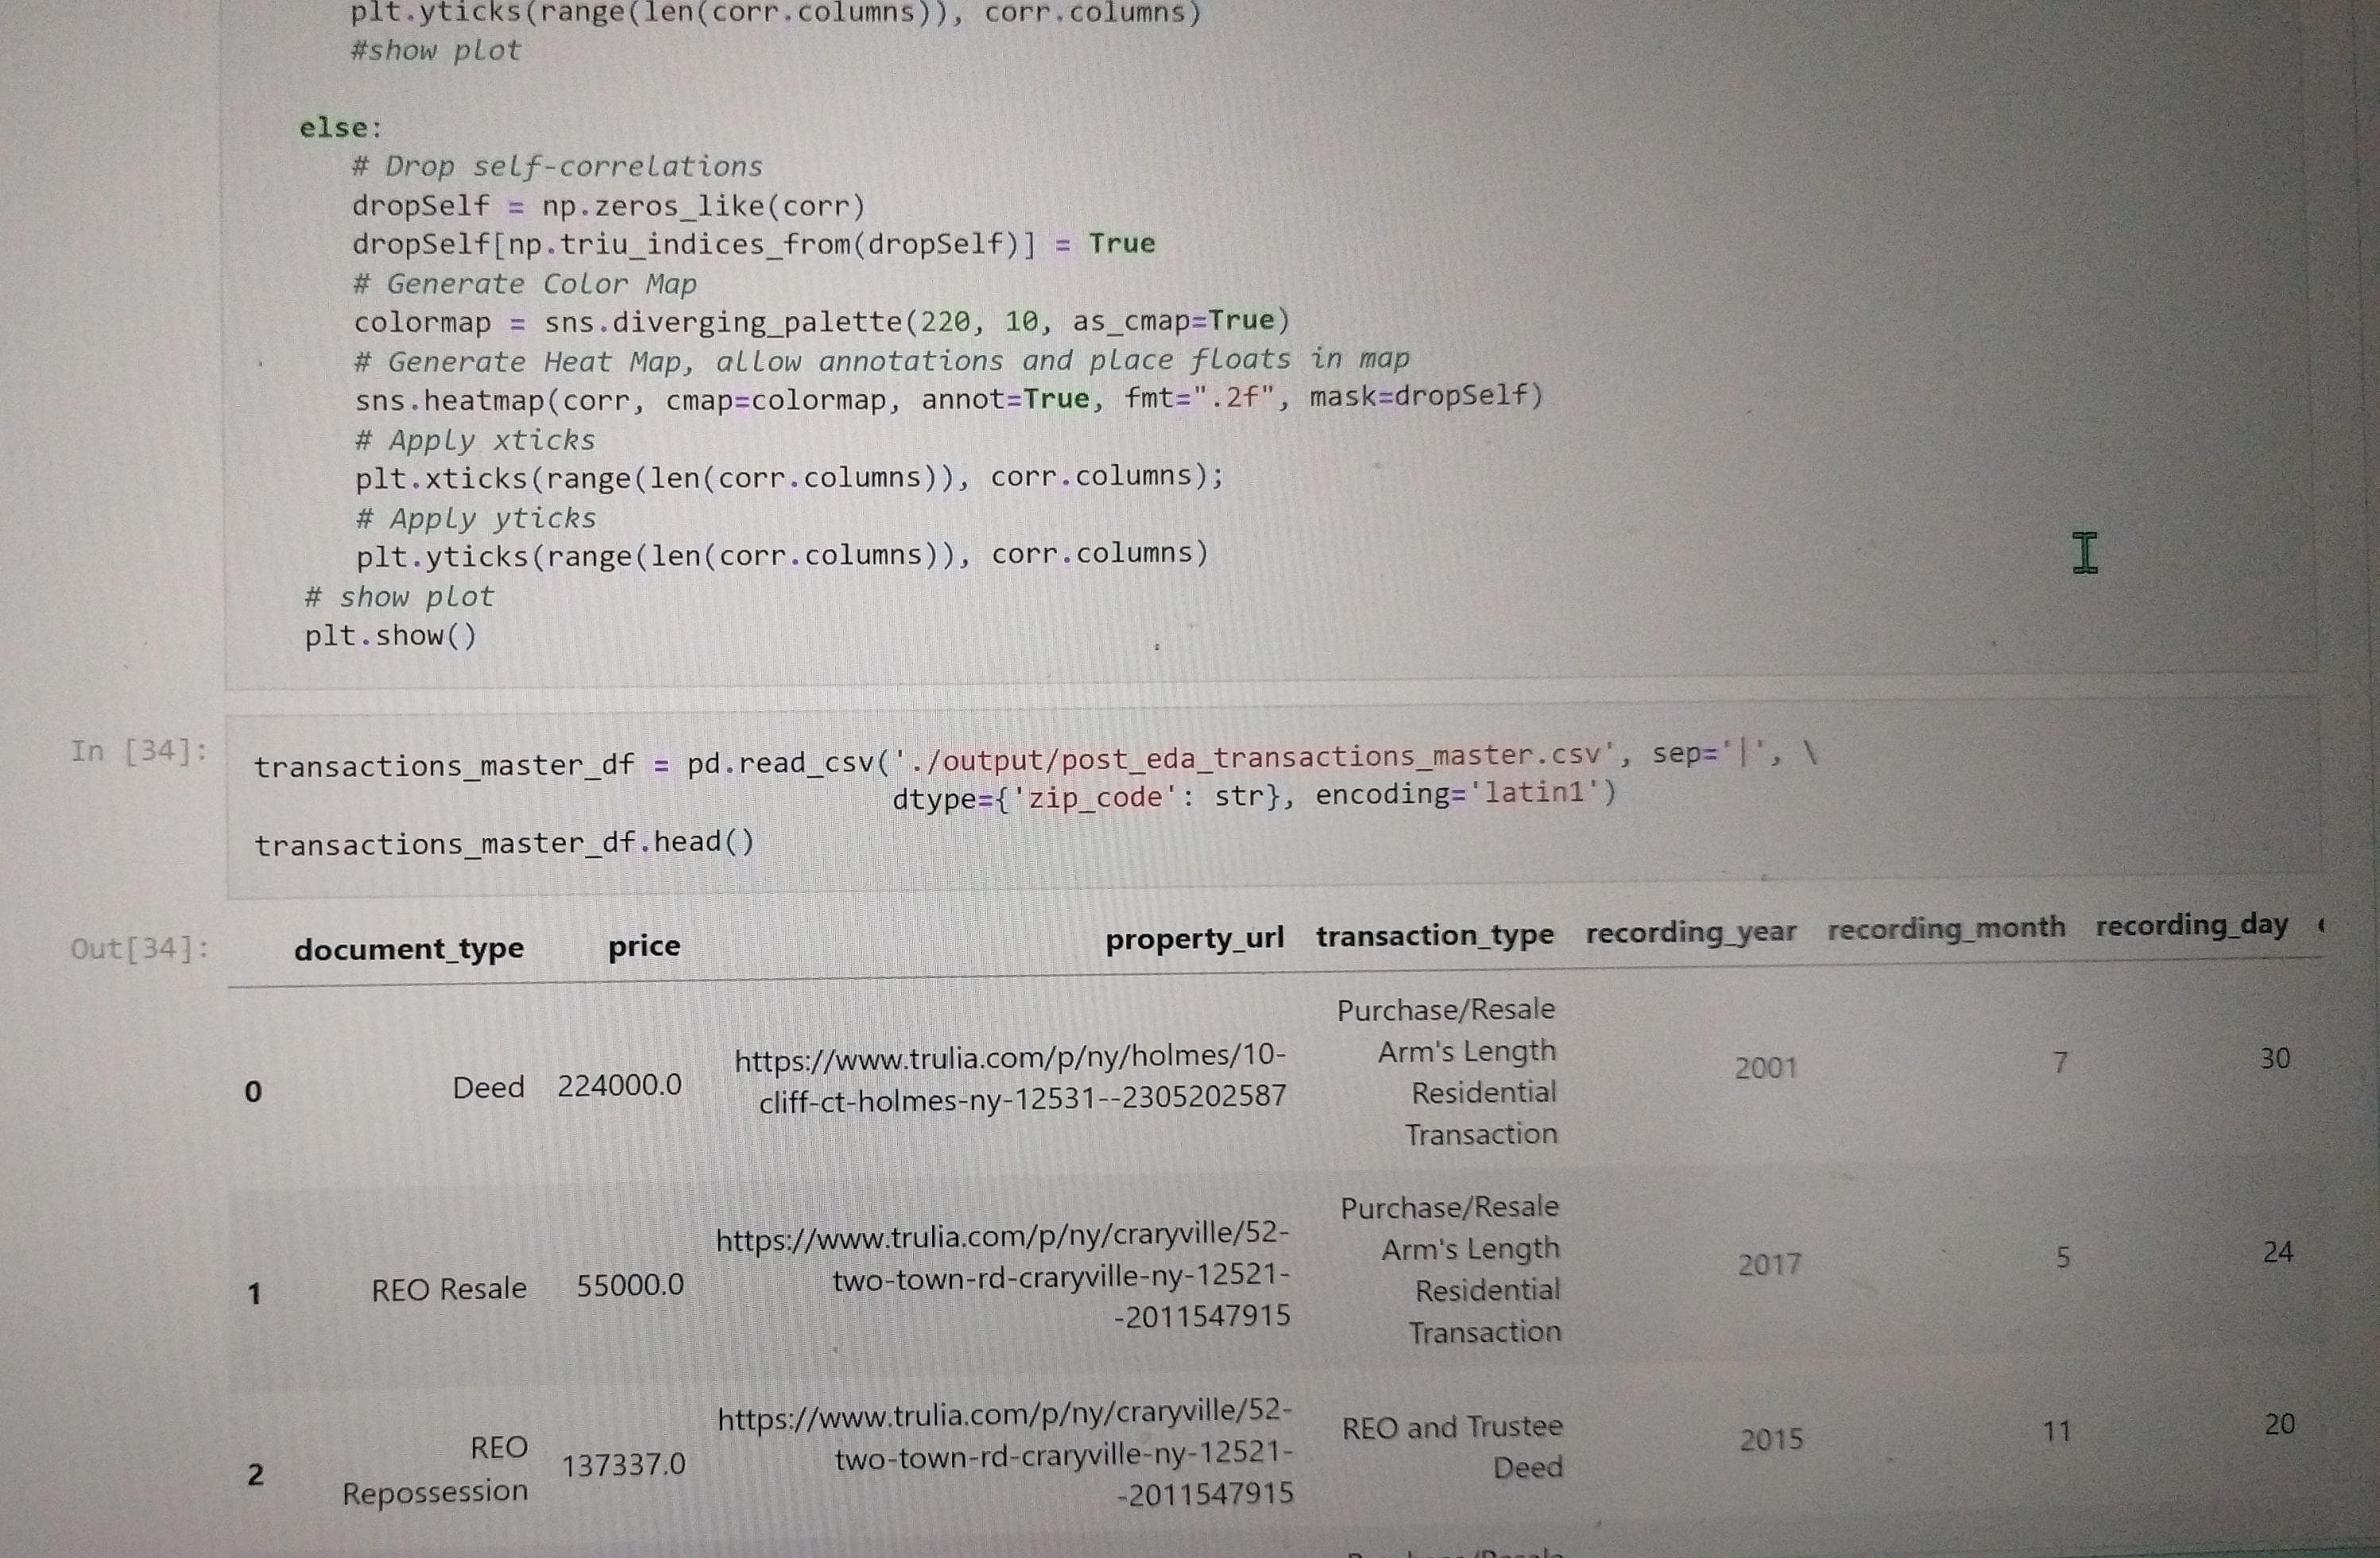 plt.yticks(range(len(corr.columns)), corr.columns)
#show plot
else:
# Drop self-correlations
dropSelf = np.zeros_like(corr)
dropSelf[np.triu_indices_from(dropSelf)] = True
# Generate Color Map
colormap = sns.diverging_palette(220, 10, as_cmap=True)
# Generate Heat Map, allow annotations and place floats in map
sns.heatmap(corr, cmap=colormap, annot=True, fmt=".2f", mask=dropSelf)
# Apply xticks
plt.xticks(range(len(corr.columns)), corr.columns);
# Apply yticks
plt.yticks(range(len(corr.columns)), corr.columns)
# show plot
plt.show()
In [34]:
transactions_master_df = pd.read_csv('./output/post_eda_transactions_master.csv', sep='|', \
dtype={'zip_code': str}, encoding='latin1')
transactions_master_df.head()
Out[34]:
document_type price property_url transaction_type recording_year recording_month recording_day
0 Deed 224000.0 https://www.trulia.com/p/ny/holmes/10-
cliff-ct-holmes-ny-12531--2305202587
Purchase/Resale
Arm's Length
Residential
Transaction
2001 7 30
1 REO Resale 55000.0 https://www.trulia.com/p/ny/craryville/52-
two-town-rd-craryville-ny-12521-
-2011547915
Purchase/Resale
Arm's Length
Residential
Transaction
2017 5 24
2 REO
Repossession
137337.0 https://www.trulia.com/p/ny/craryville/52-
two-town-rd-craryville-ny-12521-
-2011547915
REO and Trustee
Deed
2015 11 20